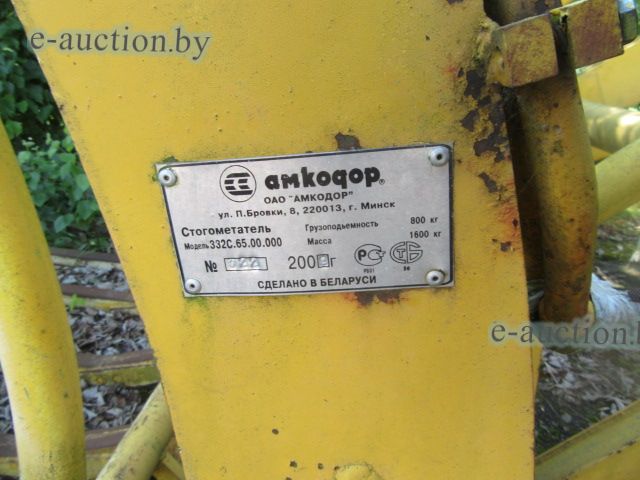 e-auction.by
амкодор®
ОАО "АМКОДОР"
ул. П.Бровки, 8, 220013, г. Минск
Стогометатель
Грузоподъемность 800 кг
Модель 332С.65.00.000
Масса 1600 кг
№
200 г
СДЕЛАНО В БЕЛАРУСИ
e-auction.b